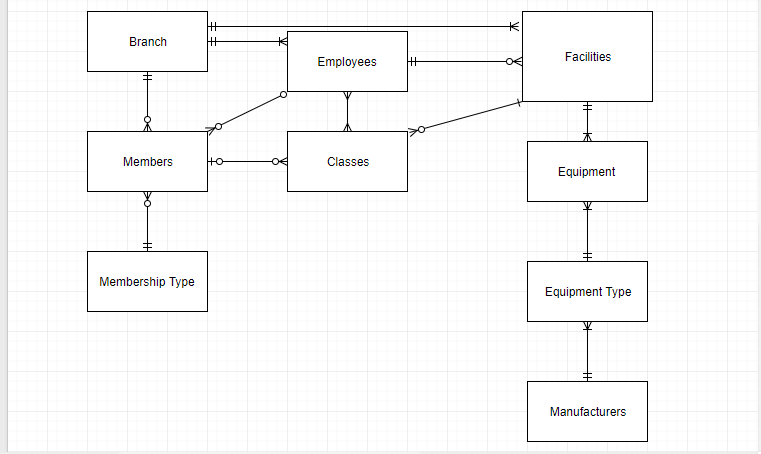 Branch
Employees
Facilities
Members
Classes
Equipment
Membership Type
Equipment Type
Manufacturers